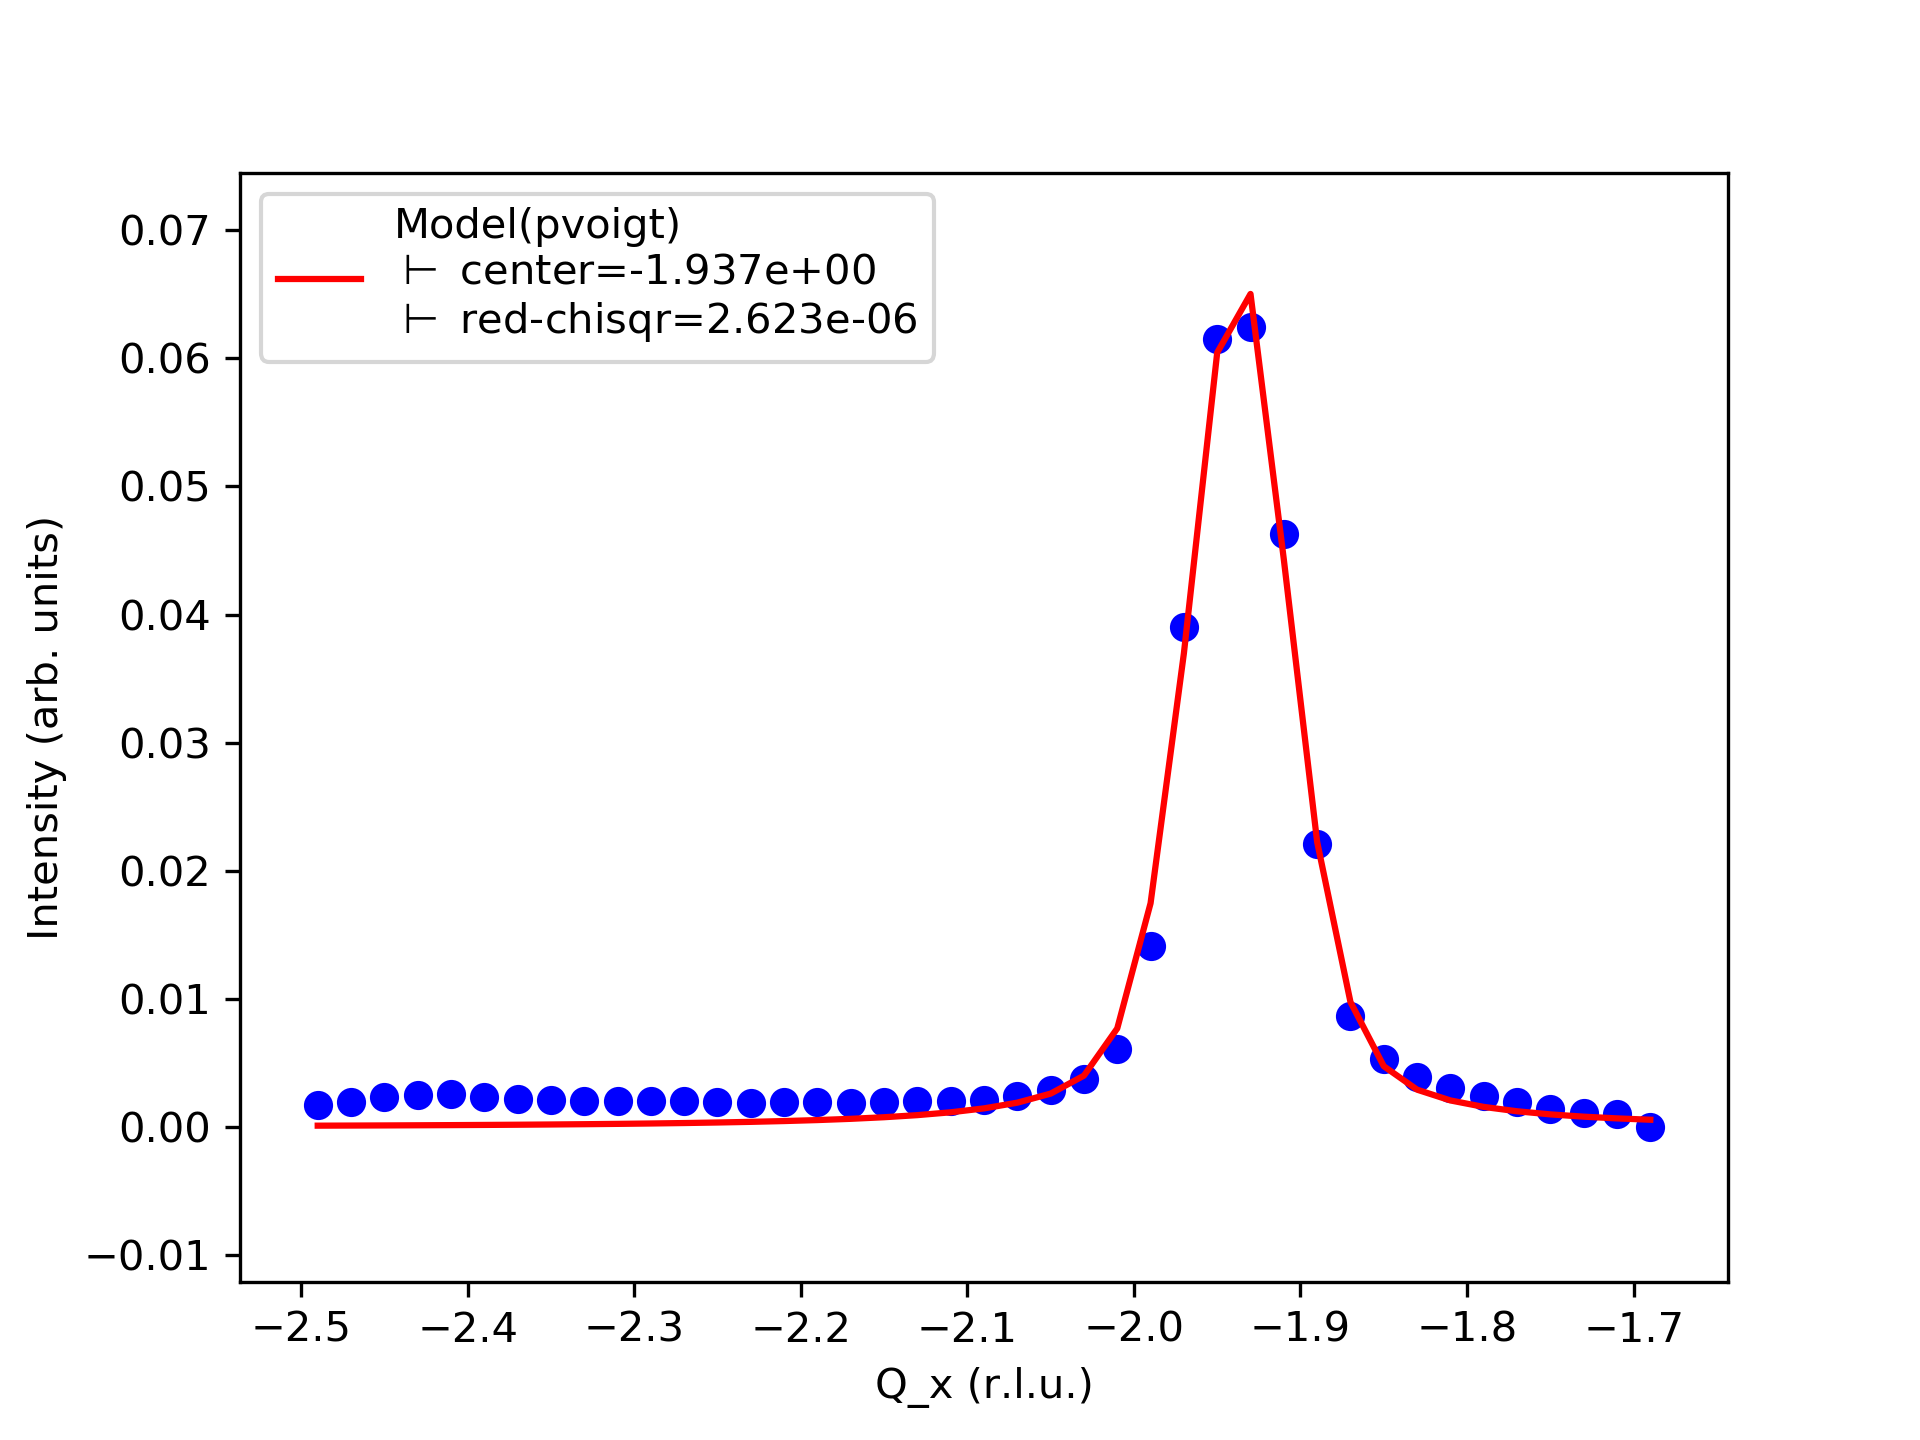 Model(pvoigt)
⊢ center=-1.937e+00
⊢ red-chisqr=2.623e-06
0.07
0.06
0.05
0.04
0.03
0.02
0.01
0.00
−0.01
Intensity (arb. units)
−2.5 −2.4 −2.3 −2.2 −2.1 −2.0 −1.9 −1.8 −1.7
Q_x (r.l.u.)